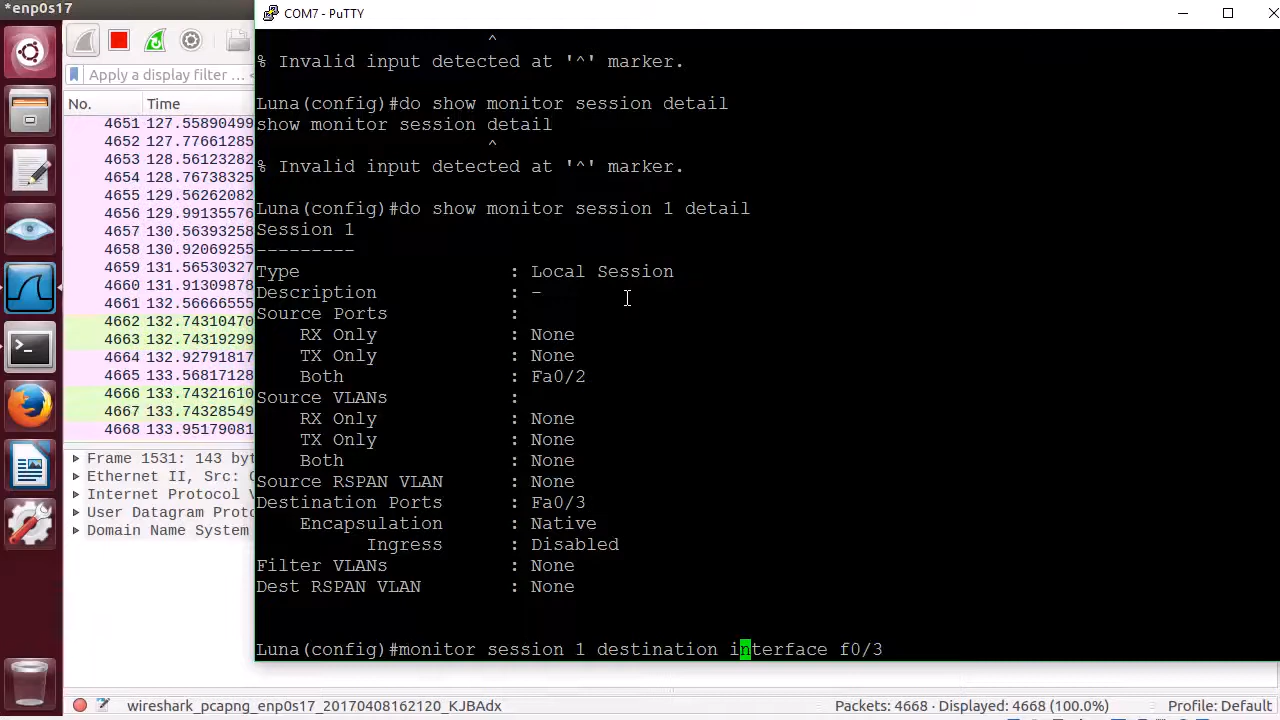 *enp0s17
COM7 - PuTTY
Apply a display filter ...
No. Time
4651 127.55890499
4652 127.77661285
4653 128.56123282
4654 128.76738325
4655 129.56262082
4656 129.99135576
4657 130.56393258
4658 130.92069255
4659 131.56530327
4660 131.91309878
4661 132.56666555
4662 132.74310470
4663 132.74319299
4664 132.92791817
4665 133.56817128
4666 133.74321610
4667 133.74328549
4668 133.95179081
Frame 1531: 143 byt
Ethernet II, Src:
Internet Protocol
User Datagram Proto
Domain Name System
^
% Invalid input detected at '^' marker.
Luna(config)#do show monitor session detail
show monitor session detail
^
% Invalid input detected at '^' marker.
Luna(config)#do show monitor session 1 detail
Session 1
---------
Type : Local Session
Description : -
Source Ports :
RX Only : None
TX Only : None
Both : Fa0/2
Source VLANs :
RX Only : None
TX Only : None
Both : None
Source RSPAN VLAN : None
Destination Ports : Fa0/3
Encapsulation : Native
Ingress : Disabled
Filter VLANs : None
Dest RSPAN VLAN : None
Luna(config)#monitor session 1 destination interface f0/3
wireshark_pcapng_enp0s17_20170408162120_KJBAdx
Packets: 4668 · Displayed: 4668 (100.0%)
Profile: Default